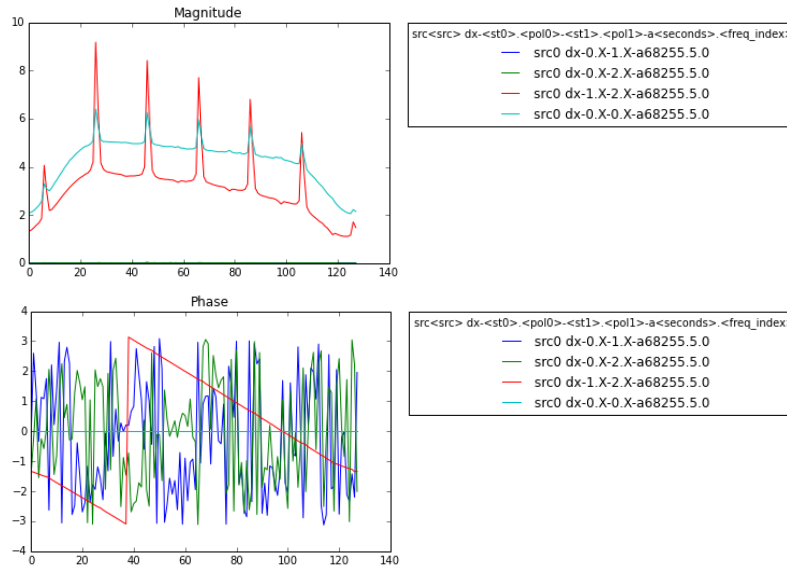 Magnitude
10
8
6
4
2
0
0 20 40 60 80 100 120 140
src<src> dx-<st0>.<pol0>-<st1>.<pol1>-a<seconds>.<freq_index>
src0 dx-0.X-1.X-a68255.5.0
src0 dx-0.X-2.X-a68255.5.0
src0 dx-1.X-2.X-a68255.5.0
src0 dx-0.X-0.X-a68255.5.0
Phase
4
3
2
1
0
−1
−2
−3
−4
0 20 40 60 80 100 120 140
src<src> dx-<st0>.<pol0>-<st1>.<pol1>-a<seconds>.<freq_index>
src0 dx-0.X-1.X-a68255.5.0
src0 dx-0.X-2.X-a68255.5.0
src0 dx-1.X-2.X-a68255.5.0
src0 dx-0.X-0.X-a68255.5.0